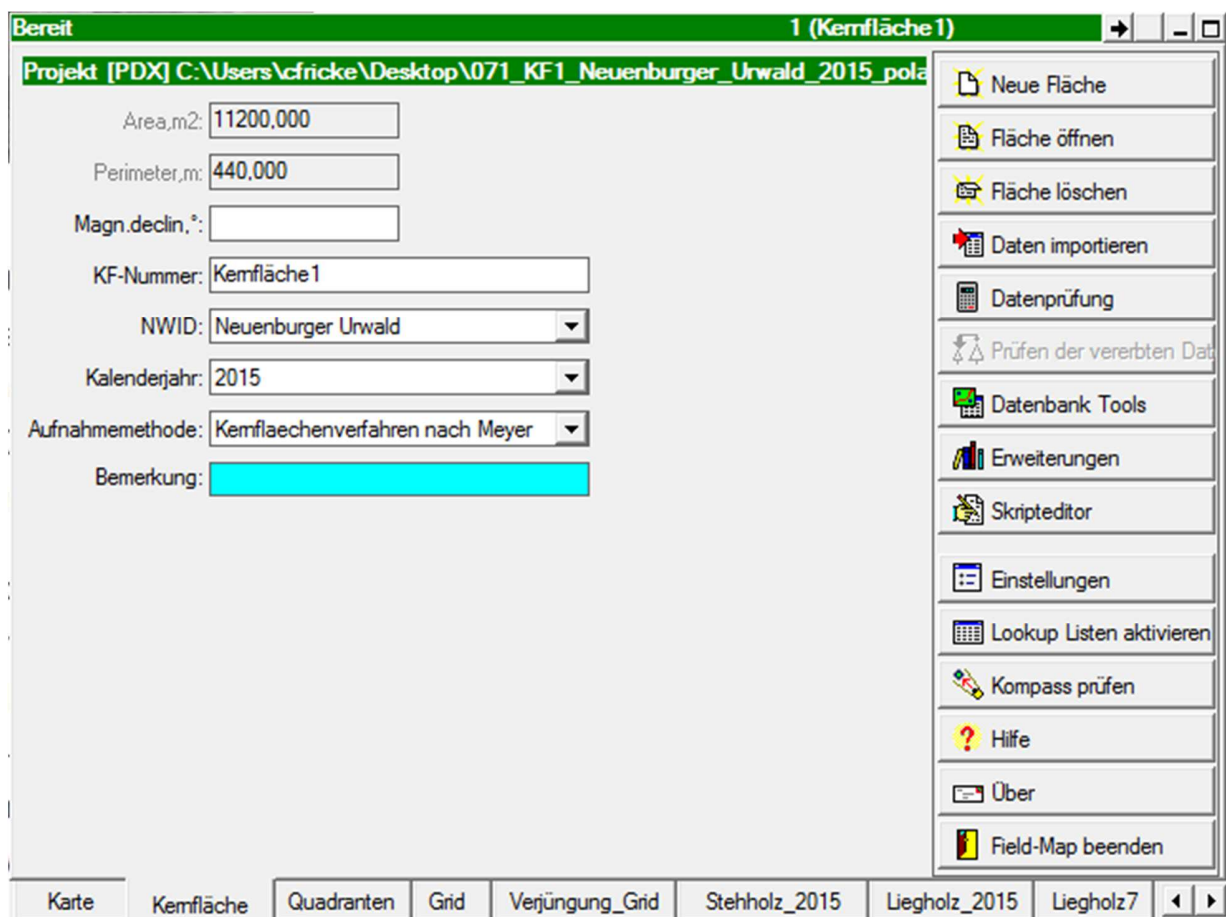 Bereit 1 (Kernfläche1)
Projekt [PDX] C:\Users\cfricke\Desktop\071_KF1_Neuenburger_Urwald_2015_pola
Area,m2: 11200,000
Perimeter,m: 440,000
Magn.declin,°:
KF-Nummer: Kernfläche1
NWID: Neuenburger Urwald
Kalenderjahr: 2015
Aufnahmemethode: Kernflaechenverfahren nach Meyer
Bemerkung:
Neue Fläche
Fläche öffnen
Fläche löschen
Daten importieren
Datenprüfung
Prüfen der vererbten Dat
Datenbank Tools
Erweiterungen
Skripteditor
Einstellungen
Lookup Listen aktivieren
Kompass prüfen
Hilfe
Über
Field-Map beenden
Karte Kernfläche Quadranten Grid Verjüngung_Grid Stehholz_2015 Liegholz_2015 Liegholz7